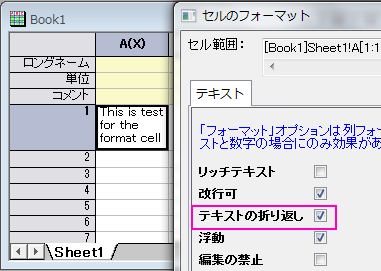 Book1
A(X)
ロングネーム
単位
コメント
1
This is test
for the
format cell
2
3
4
5
6
7
Sheet1
セルのフォーマット
セル範囲:
[Book1]Sheet1!A[1:1
テキスト
「フォーマット」オプションは列フォー
ストと数字の場合にのみ効果があ
リッチテキスト
改行可
テキストの折り返し
浮動
編集の禁止